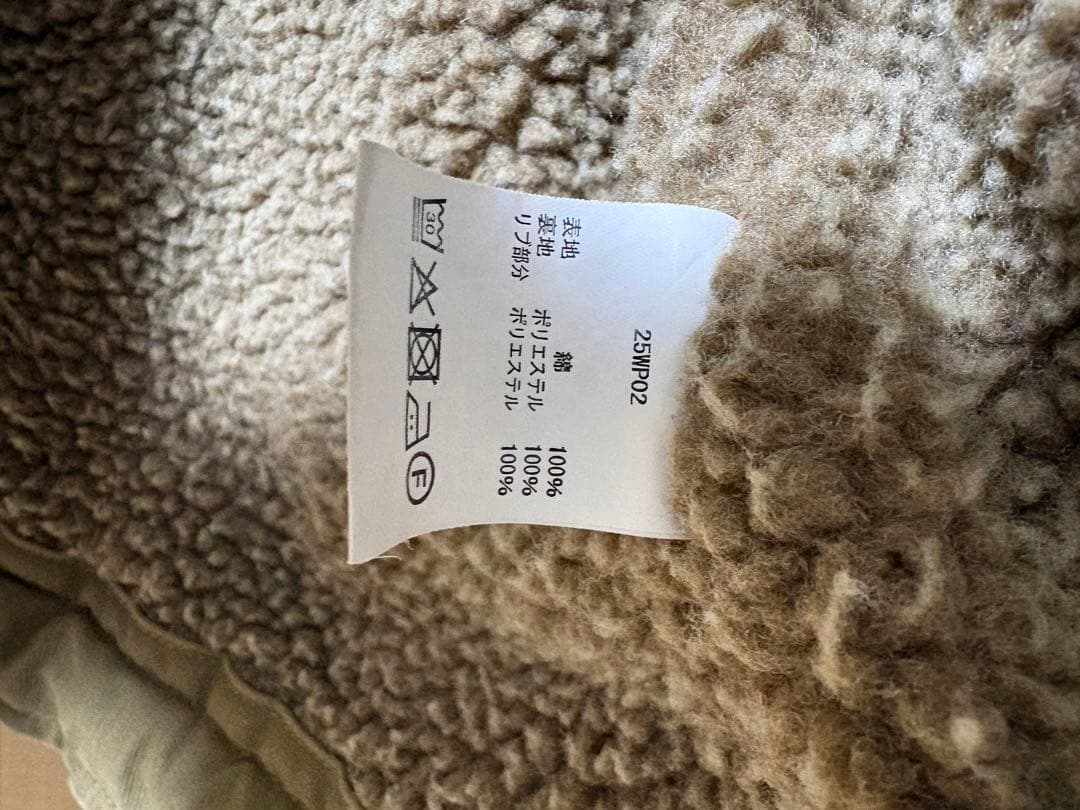 25WP02
表地 綿 100%
裏地 ポリエステル 100%
リブ部分 ポリエステル 100%
30 F